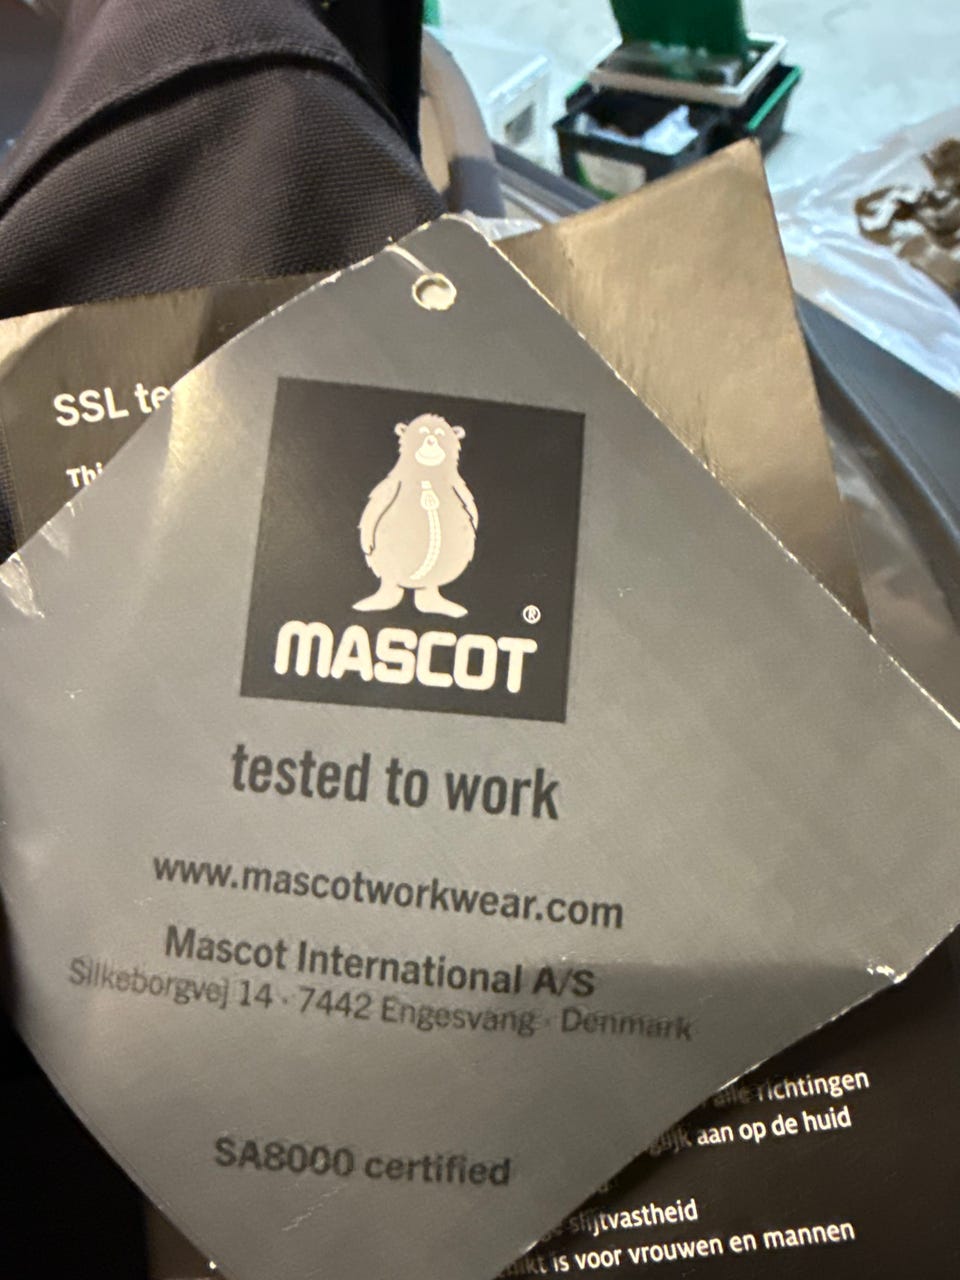 SSL te
Thi
MASCOT®
tested to work
www.mascotworkwear.com
Mascot International A/S
Silkeborgvej 14 · 7442 Engesvang · Denmark
SA8000 certified
alle richtingen
aan op de huid
slijtvastheid
is voor vrouwen en mannen